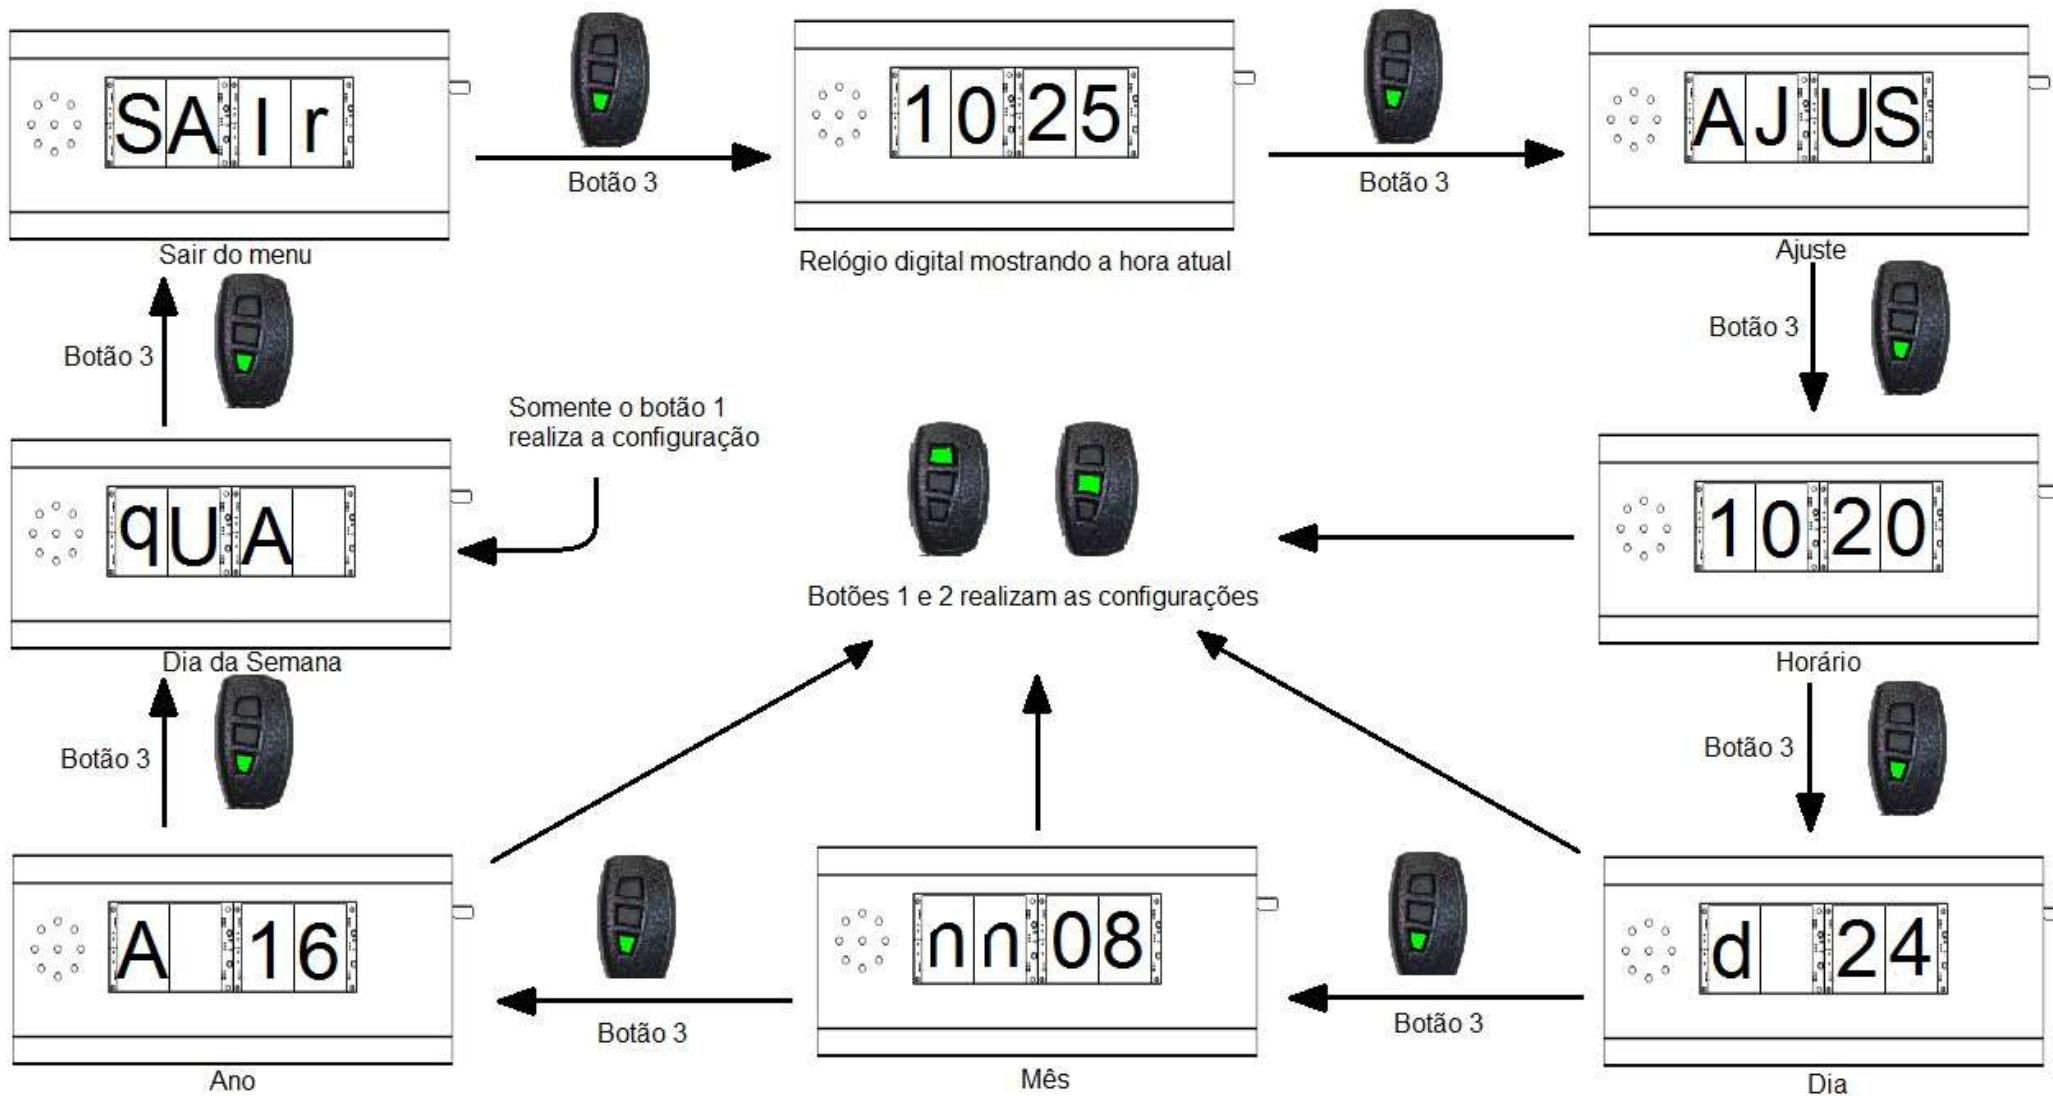 SAIr
Botão 3
1025
Botão 3
AJUS
Sair do menu
Relógio digital mostrando a hora atual
Ajuste
Botão 3
Botão 3
Somente o botão 1
realiza a configuração
qUA
1020
Botões 1 e 2 realizam as configurações
Dia da Semana
Horário
Botão 3
Botão 3
A 16
nn08
d 24
Botão 3
Botão 3
Ano
Mês
Dia